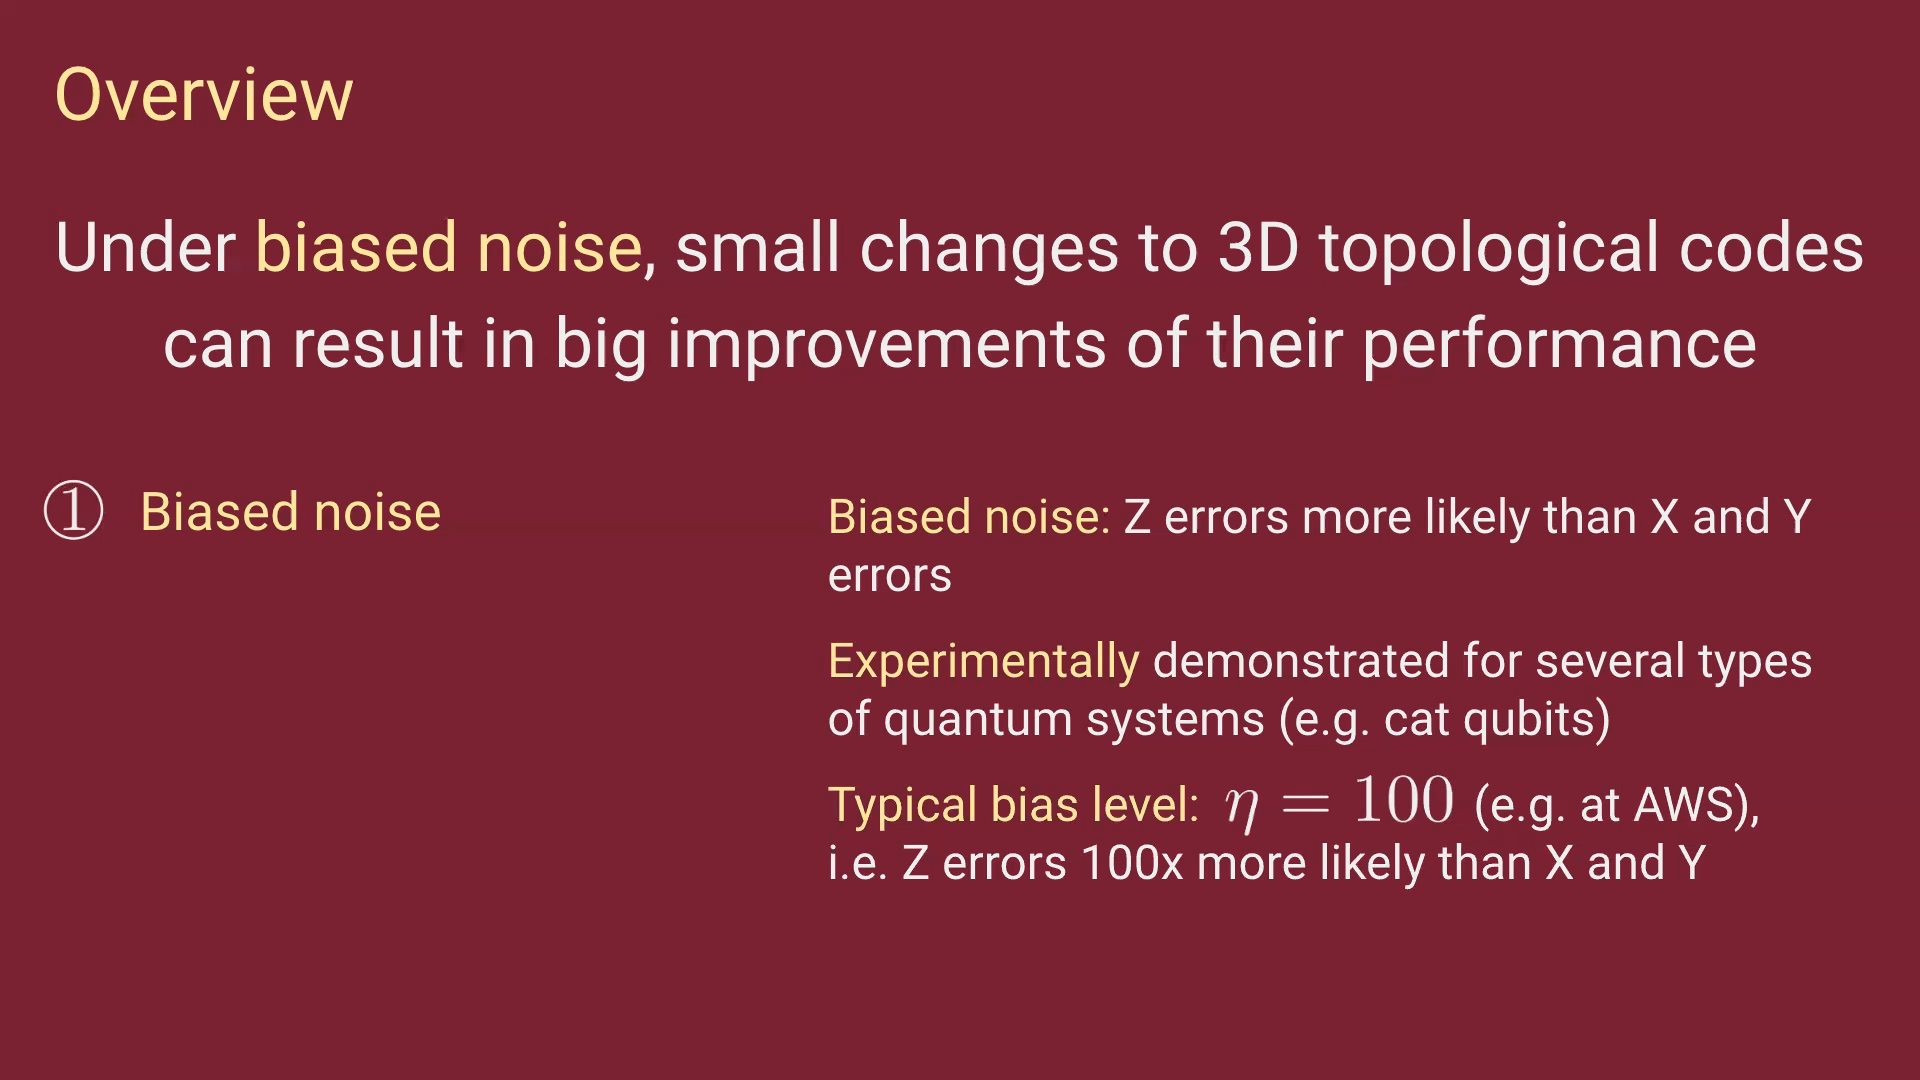 Overview
Under biased noise, small changes to 3D topological codes
can result in big improvements of their performance
① Biased noise
Biased noise: Z errors more likely than X and Y
errors
Experimentally demonstrated for several types
of quantum systems (e.g. cat qubits)
Typical bias level: η = 100 (e.g. at AWS),
i.e. Z errors 100x more likely than X and Y